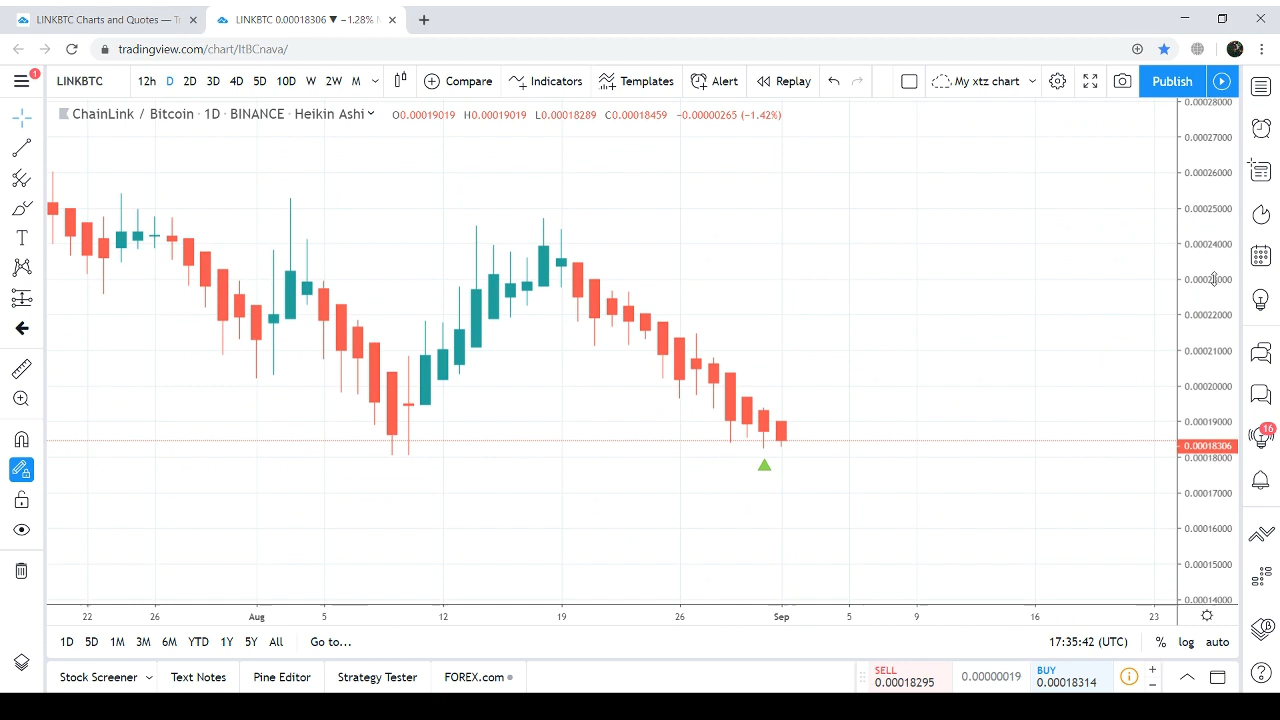 LINKBTC Charts and Quotes — T
LINKBTC 0.00018306 ▼ −1.28%
tradingview.com/chart/ItBCnava/
1
LINKBTC
12h D 2D 3D 4D 5D 10D W 2W M
Compare
Indicators
Templates
Alert
Replay
My xtz chart
Publish
ChainLink / Bitcoin · 1D · BINANCE · Heikin Ashi
O0.00019019 H0.00019019 L0.00018289 C0.00018459 −0.00000265 (−1.42%)
0.00028000
0.00027000
0.00026000
0.00025000
0.00024000
0.00022000
0.00021000
0.00020000
0.00019000
0.00018306
0.00018000
0.00017000
0.00016000
0.00015000
0.00014000
16
22 26 Aug 5 12 19 26 Sep 5 9 16 23
1D 5D 1M 3M 6M YTD 1Y 5Y All Go to...
17:35:42 (UTC) % log auto
Stock Screener Text Notes Pine Editor Strategy Tester FOREX.com
SELL
0.00018295
0.00000019
BUY
0.00018314